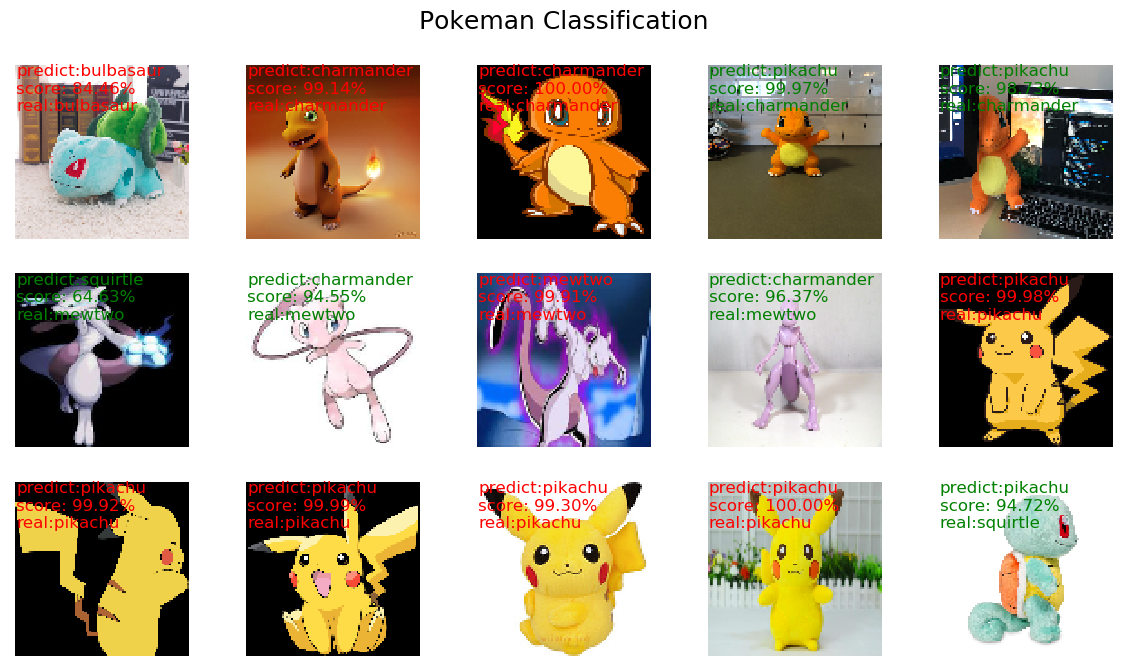 Pokeman Classification
predict:bulbasaur
score: 84.46%
real:bulbasaur
predict:charmander
score: 99.14%
real:charmander
predict:charmander
score: 100.00%
real:charmander
predict:pikachu
score: 99.97%
real:charmander
predict:pikachu
score: 98.73%
real:charmander
predict:squirtle
score: 64.63%
real:mewtwo
predict:charmander
score: 94.55%
real:mewtwo
predict:mewtwo
score: 99.91%
real:mewtwo
predict:charmander
score: 96.37%
real:mewtwo
predict:pikachu
score: 99.98%
real:pikachu
predict:pikachu
score: 99.92%
real:pikachu
predict:pikachu
score: 99.99%
real:pikachu
predict:pikachu
score: 99.30%
real:pikachu
predict:pikachu
score: 100.00%
real:pikachu
predict:pikachu
score: 94.72%
real:squirtle